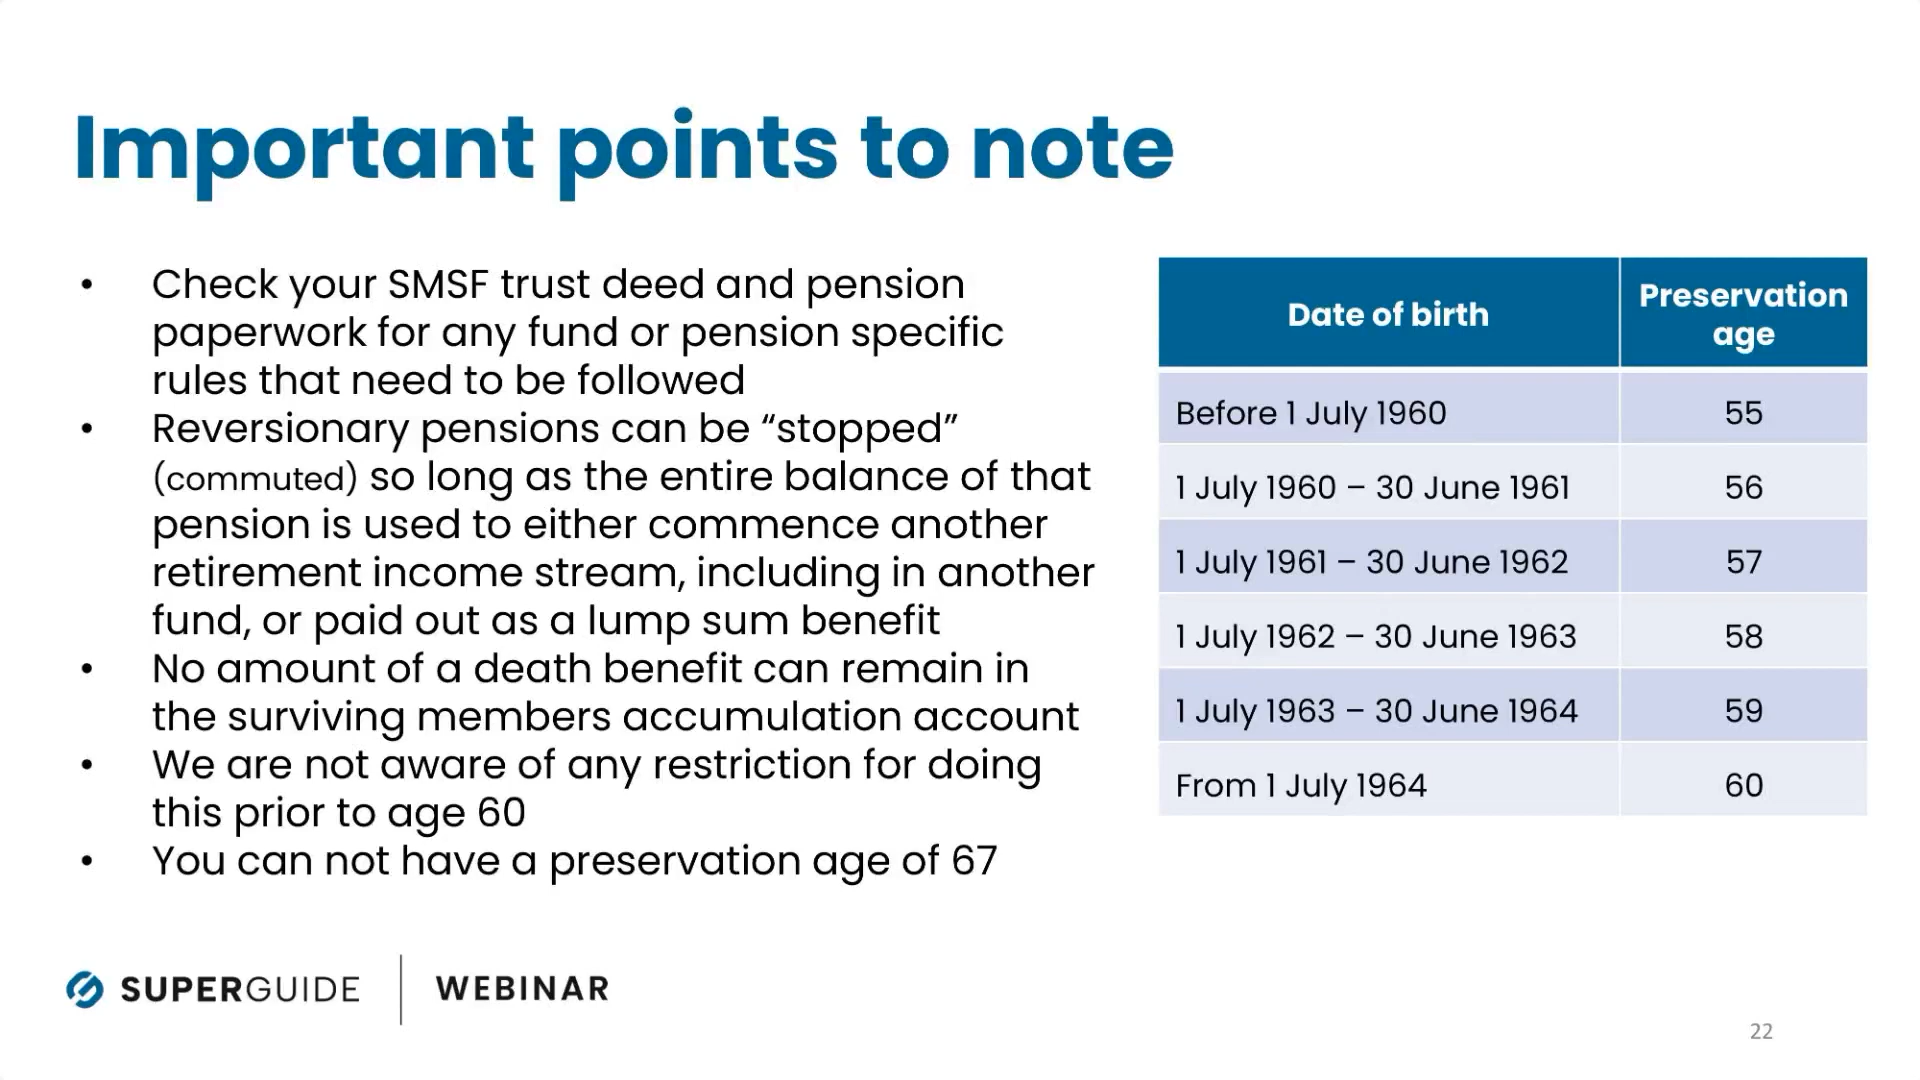 Important points to note
• Check your SMSF trust deed and pension
paperwork for any fund or pension specific
rules that need to be followed
• Reversionary pensions can be “stopped”
(commuted) so long as the entire balance of that
pension is used to either commence another
retirement income stream, including in another
fund, or paid out as a lump sum benefit
• No amount of a death benefit can remain in
the surviving members accumulation account
• We are not aware of any restriction for doing
this prior to age 60
• You can not have a preservation age of 67
Date of birth Preservation age
Before 1 July 1960 55
1 July 1960 – 30 June 1961 56
1 July 1961 – 30 June 1962 57
1 July 1962 – 30 June 1963 58
1 July 1963 – 30 June 1964 59
From 1 July 1964 60
SUPERGUIDE WEBINAR
22